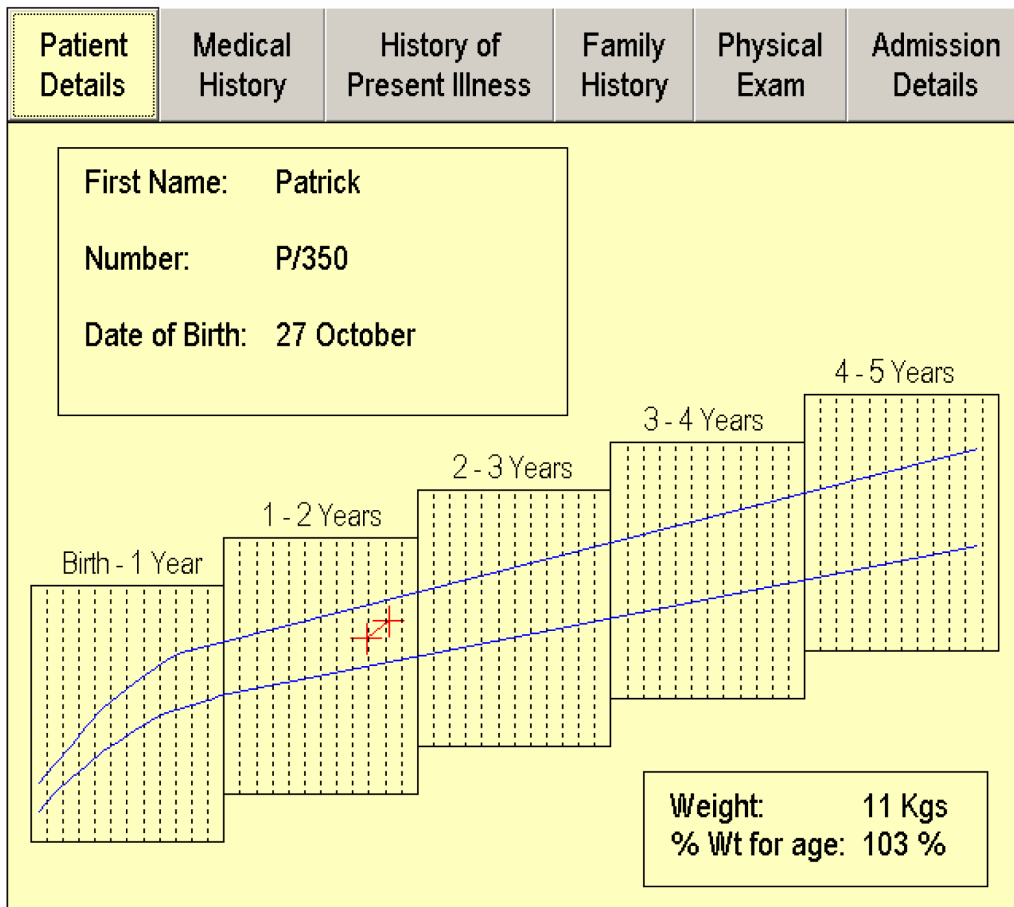 Patient Details
Medical History
History of Present Illness
Family History
Physical Exam
Admission Details
First Name: Patrick
Number: P/350
Date of Birth: 27 October
4 - 5 Years
3 - 4 Years
2 - 3 Years
1 - 2 Years
Birth - 1 Year
Weight: 11 Kgs
% Wt for age: 103 %